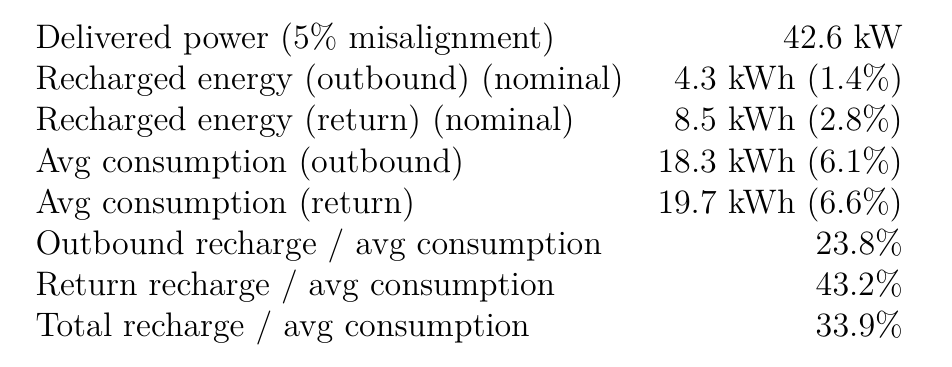 Delivered power (5% misalignment) 42.6 kW
Recharged energy (outbound) (nominal) 4.3 kWh (1.4%)
Recharged energy (return) (nominal) 8.5 kWh (2.8%)
Avg consumption (outbound) 18.3 kWh (6.1%)
Avg consumption (return) 19.7 kWh (6.6%)
Outbound recharge / avg consumption 23.8%
Return recharge / avg consumption 43.2%
Total recharge / avg consumption 33.9%